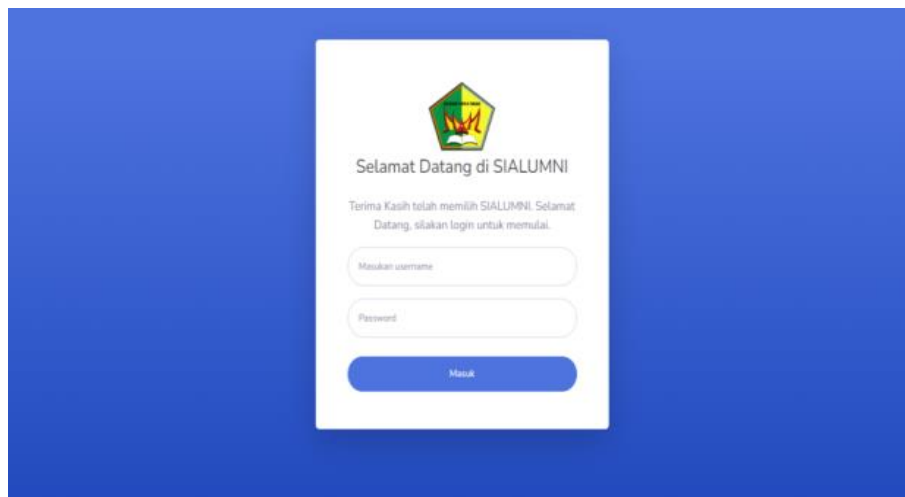 Selamat Datang di SIALUMNI
Terima Kasih telah memilih SIALUMNI. Selamat
Datang, silakan login untuk memulai.
Masukan username
Password
Masuk